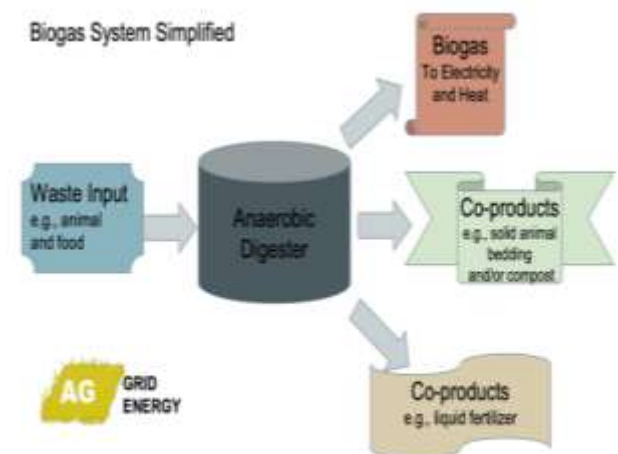 Biogas System Simplified
Biogas
To Electricity
and Heat
Waste Input
e.g., animal
and food
Anaerobic
Digester
Co-products
e.g., solid animal
bedding
and/or compost
AG GRID
ENERGY
Co-products
e.g., liquid fertilizer